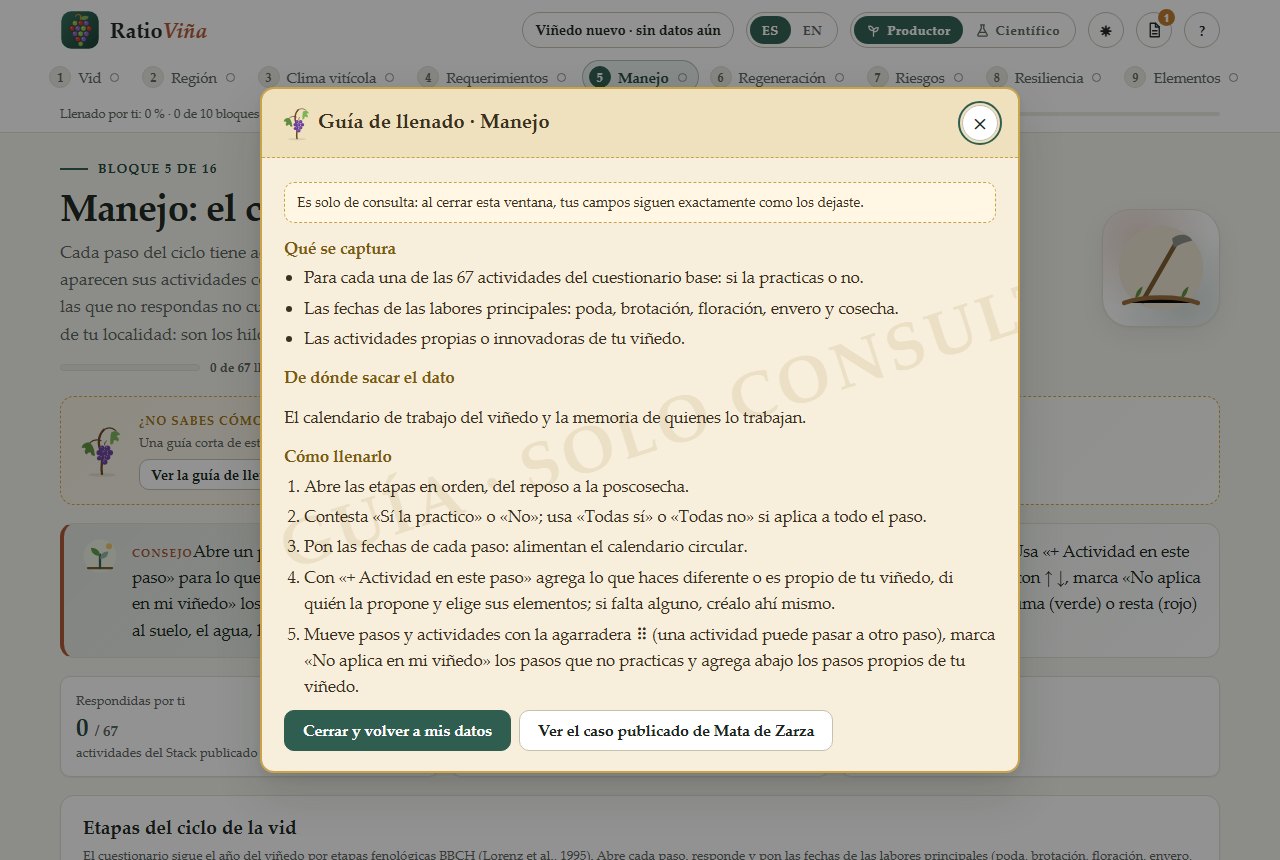 RatioViña
Viñedo nuevo · sin datos aún
ES EN
Productor Científico
1
?
1 Vid
2 Región
3 Clima vitícola
4 Requerimientos
5 Manejo
6 Regeneración
7 Riesgos
8 Resiliencia
9 Elementos
Llenado por ti: 0 % · 0 de 10 bloques
BLOQUE 5 DE 16
Manejo: el c
Cada paso del ciclo tiene
aparecen sus actividades
las que no respondas no
de tu localidad: son los
0 de 67
¿NO SABES CÓMO
Una guía corta de
Ver la guía de
CONSEJO Abre un
paso» para lo que
en mi viñedo» los
al suelo, el agua,
Usa «+ Actividad en este
con ↑ ↓, marca «No aplica
(verde) o resta (rojo)
Respondidas por ti
0 / 67
actividades del Stack publicado
Guía de llenado · Manejo
×
Es solo de consulta: al cerrar esta ventana, tus campos siguen exactamente como los dejaste.
Qué se captura
• Para cada una de las 67 actividades del cuestionario base: si la practicas o no.
• Las fechas de las labores principales: poda, brotación, floración, envero y cosecha.
• Las actividades propias o innovadoras de tu viñedo.
De dónde sacar el dato
El calendario de trabajo del viñedo y la memoria de quienes lo trabajan.
Cómo llenarlo
1. Abre las etapas en orden, del reposo a la poscosecha.
2. Contesta «Sí la practico» o «No»; usa «Todas sí» o «Todas no» si aplica a todo el paso.
3. Pon las fechas de cada paso: alimentan el calendario circular.
4. Con «+ Actividad en este paso» agrega lo que haces diferente o es propio de tu viñedo, di
quién la propone y elige sus elementos; si falta alguno, créalo ahí mismo.
5. Mueve pasos y actividades con la agarradera ⠿ (una actividad puede pasar a otro paso), marca
«No aplica en mi viñedo» los pasos que no practicas y agrega abajo los pasos propios de tu
viñedo.
GUÍA · SOLO CONSULT
Cerrar y volver a mis datos
Ver el caso publicado de Mata de Zarza
Etapas del ciclo de la vid
El cuestionario sigue el año del viñedo por etapas fenológicas BBCH (Lorenz et al., 1995). Abre cada paso, responde y pon las fechas de las labores principales (poda, brotación, floración, envero,